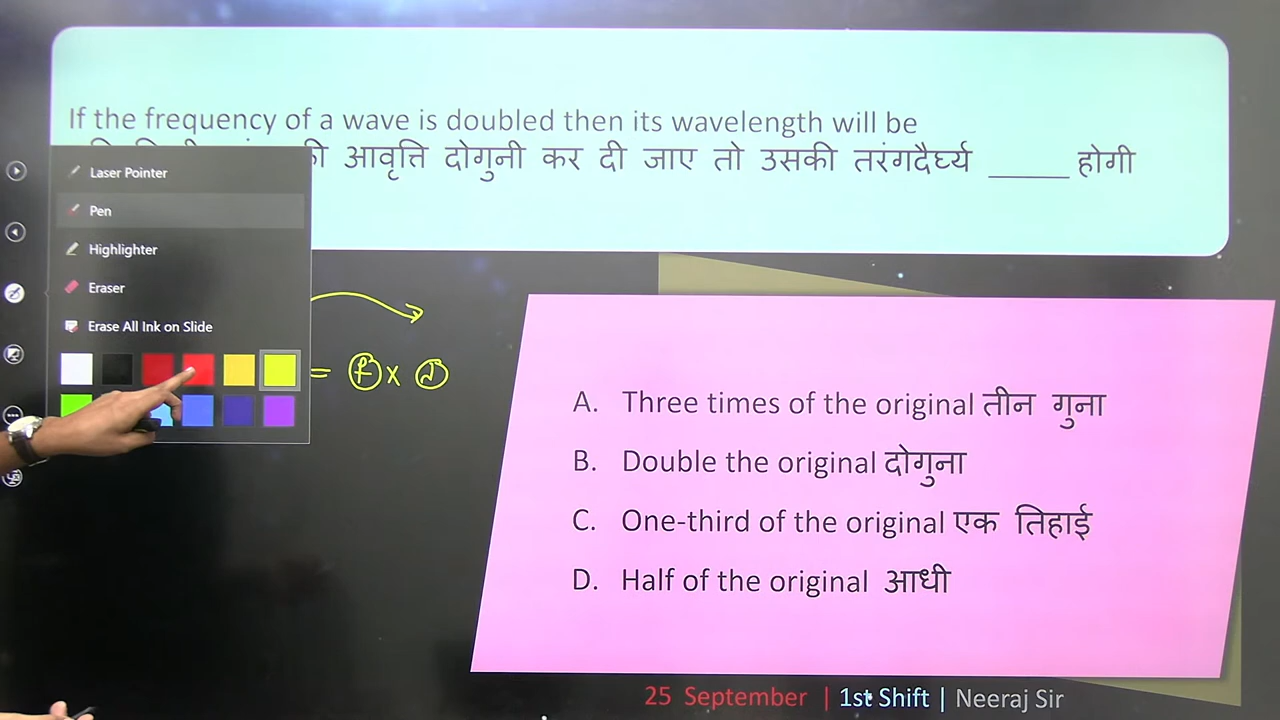 If the frequency of a wave is doubled then its wavelength will be
की आवृत्ति दोगुनी कर दी जाए तो उसकी तरंगदैर्घ्य _____ होगी
Laser Pointer
Pen
Highlighter
Eraser
Erase All Ink on Slide
= f x λ
A. Three times of the original तीन गुना
B. Double the original दोगुना
C. One-third of the original एक तिहाई
D. Half of the original आधी
25 September | 1st Shift | Neeraj Sir